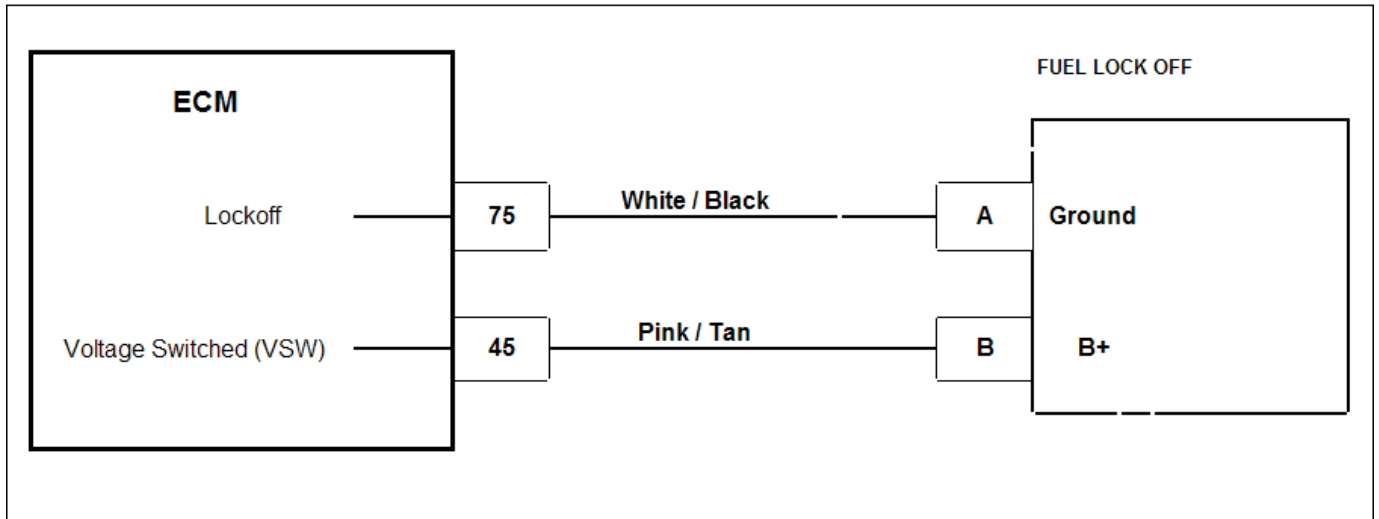 FUEL LOCK OFF
ECM
Lockoff
75
White / Black
A
Ground
Voltage Switched (VSW)
45
Pink / Tan
B
B+